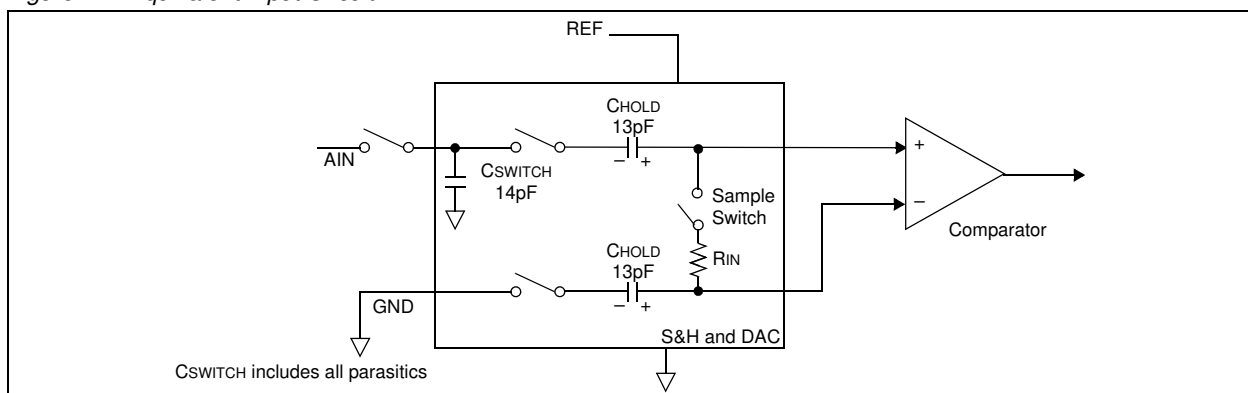 REF
CHOLD
13pF
− +
AIN
CSWITCH
14pF
Sample
Switch
+
−
Comparator
CHOLD
13pF
− +
RIN
GND
S&H and DAC
CSWITCH includes all parasitics